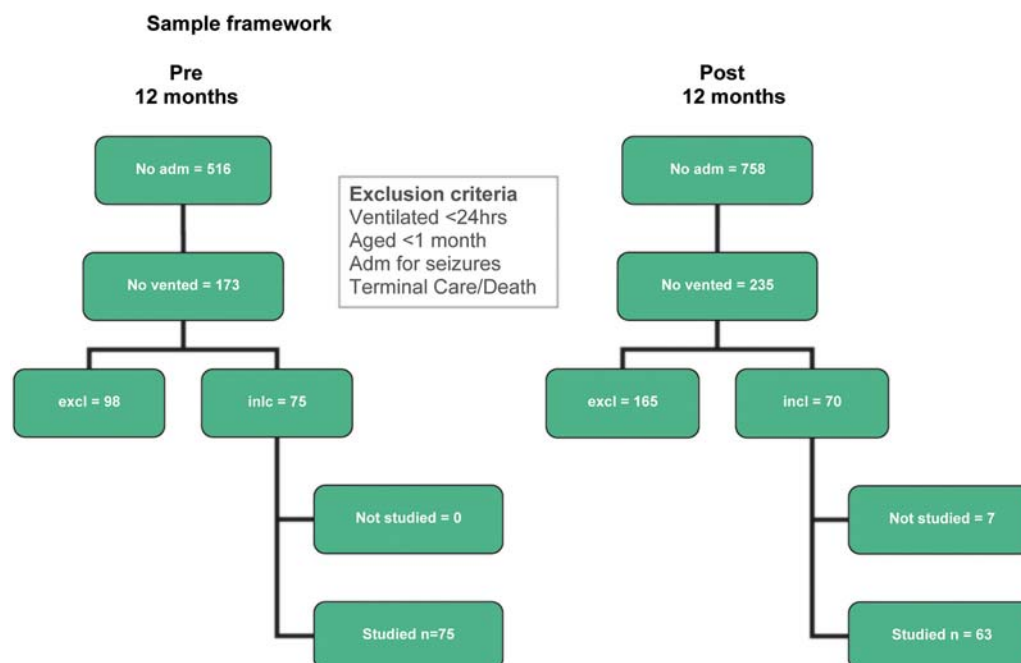 Sample framework
Pre
12 months
Post
12 months
No adm = 516
No adm = 758
Exclusion criteria
Ventilated <24hrs
Aged <1 month
Adm for seizures
Terminal Care/Death
No vented = 173
No vented = 235
excl = 98
inlc = 75
excl = 165
incl = 70
Not studied = 0
Not studied = 7
Studied n=75
Studied n = 63